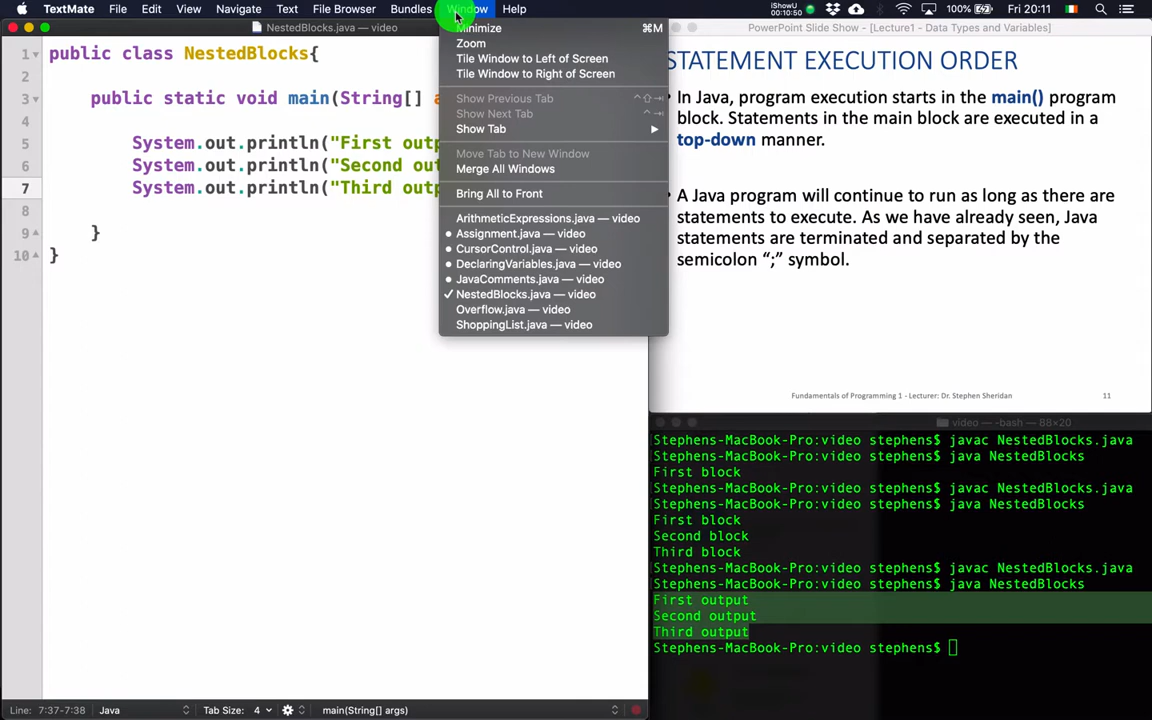 TextMate File Edit View Navigate Text File Browser Bundles Window Help
iShowU
00:10:50
100% Fri 20:11
NestedBlocks.java — video
1 public class NestedBlocks{
2
3 public static void main(String[] a
5 System.out.println("First outp
6 System.out.println("Second out
7 System.out.println("Third outp
8
9 }
10 }
Minimize ⌘M
Zoom
Tile Window to Left of Screen
Tile Window to Right of Screen
Show Previous Tab ^⇧⇥
Show Next Tab ^⇥
Show Tab
Move Tab to New Window
Merge All Windows
Bring All to Front
ArithmeticExpressions.java — video
Assignment.java — video
CursorControl.java — video
DeclaringVariables.java — video
JavaComments.java — video
✓ NestedBlocks.java — video
Overflow.java — video
ShoppingList.java — video
Line: 7:37-7:38 Java Tab Size: 4 main(String[] args)
PowerPoint Slide Show - [Lecture1 - Data Types and Variables]
STATEMENT EXECUTION ORDER
In Java, program execution starts in the main() program
block. Statements in the main block are executed in a
top-down manner.
• A Java program will continue to run as long as there are
statements to execute. As we have already seen, Java
statements are terminated and separated by the
semicolon “;” symbol.
Fundamentals of Programming 1 - Lecturer: Dr. Stephen Sheridan 11
video — -bash — 88×20
Stephens-MacBook-Pro:video stephens$ javac NestedBlocks.java
Stephens-MacBook-Pro:video stephens$ java NestedBlocks
First block
Stephens-MacBook-Pro:video stephens$ javac NestedBlocks.java
Stephens-MacBook-Pro:video stephens$ java NestedBlocks
First block
Second block
Third block
Stephens-MacBook-Pro:video stephens$ javac NestedBlocks.java
Stephens-MacBook-Pro:video stephens$ java NestedBlocks
First output
Second output
Third output
Stephens-MacBook-Pro:video stephens$